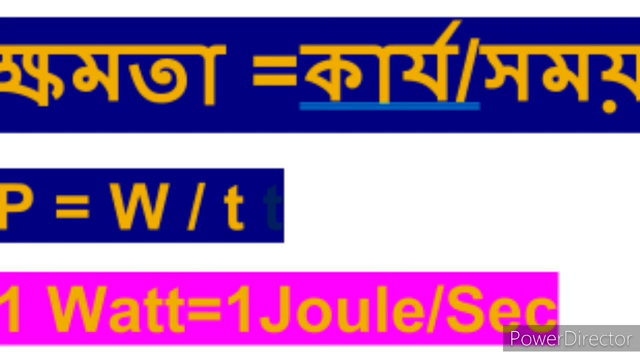 ক্ষমতা =কার্য/সময়
P = W / t t
1 Watt=1Joule/Sec
PowerDirector